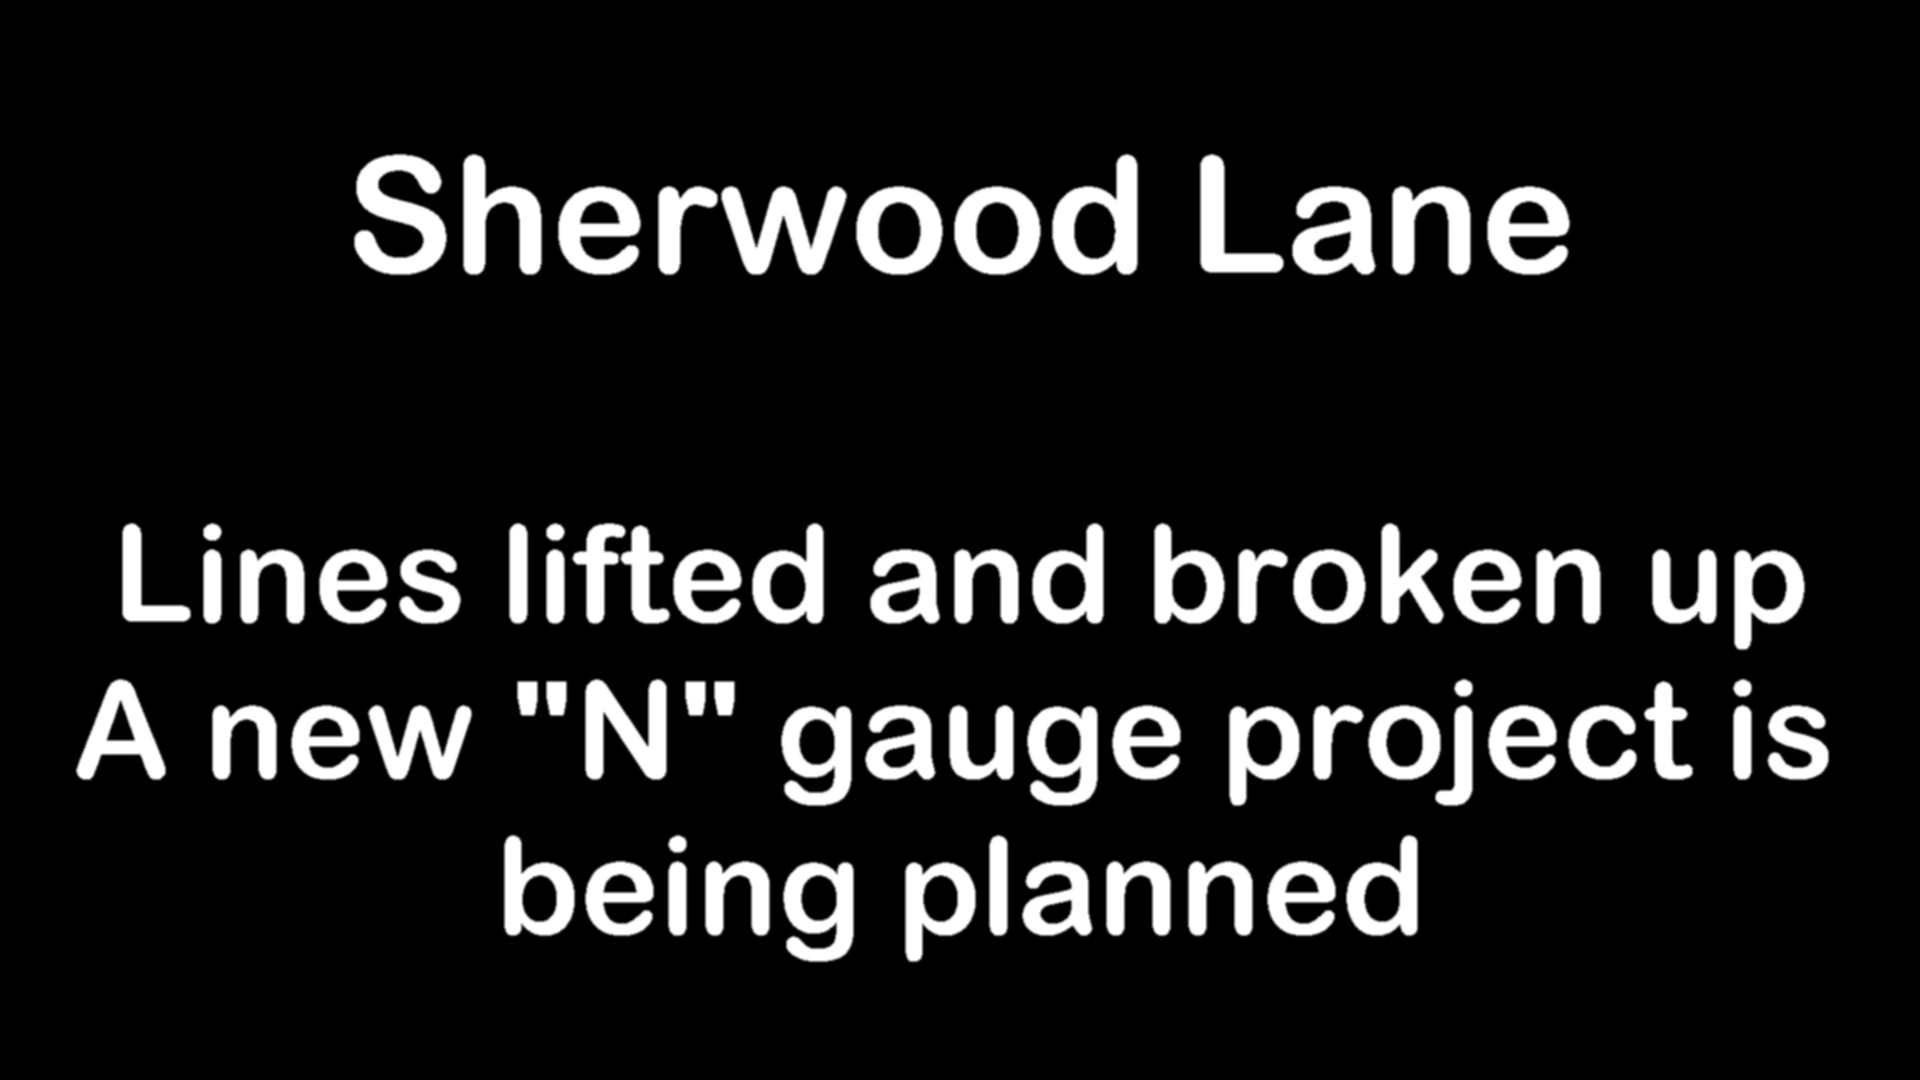 Sherwood Lane
Lines lifted and broken up
A new "N" gauge project is
being planned